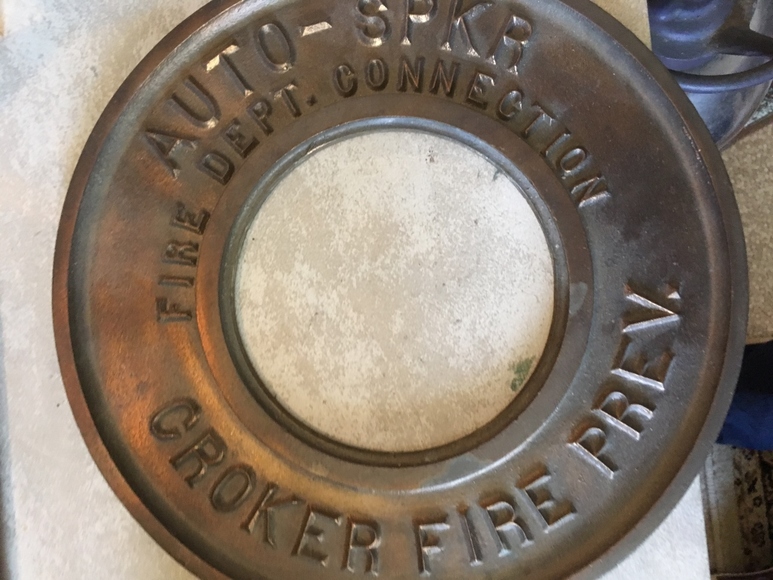 AUTO-SPKR
FIRE DEPT. CONNECTION
CROKER FIRE PREV.